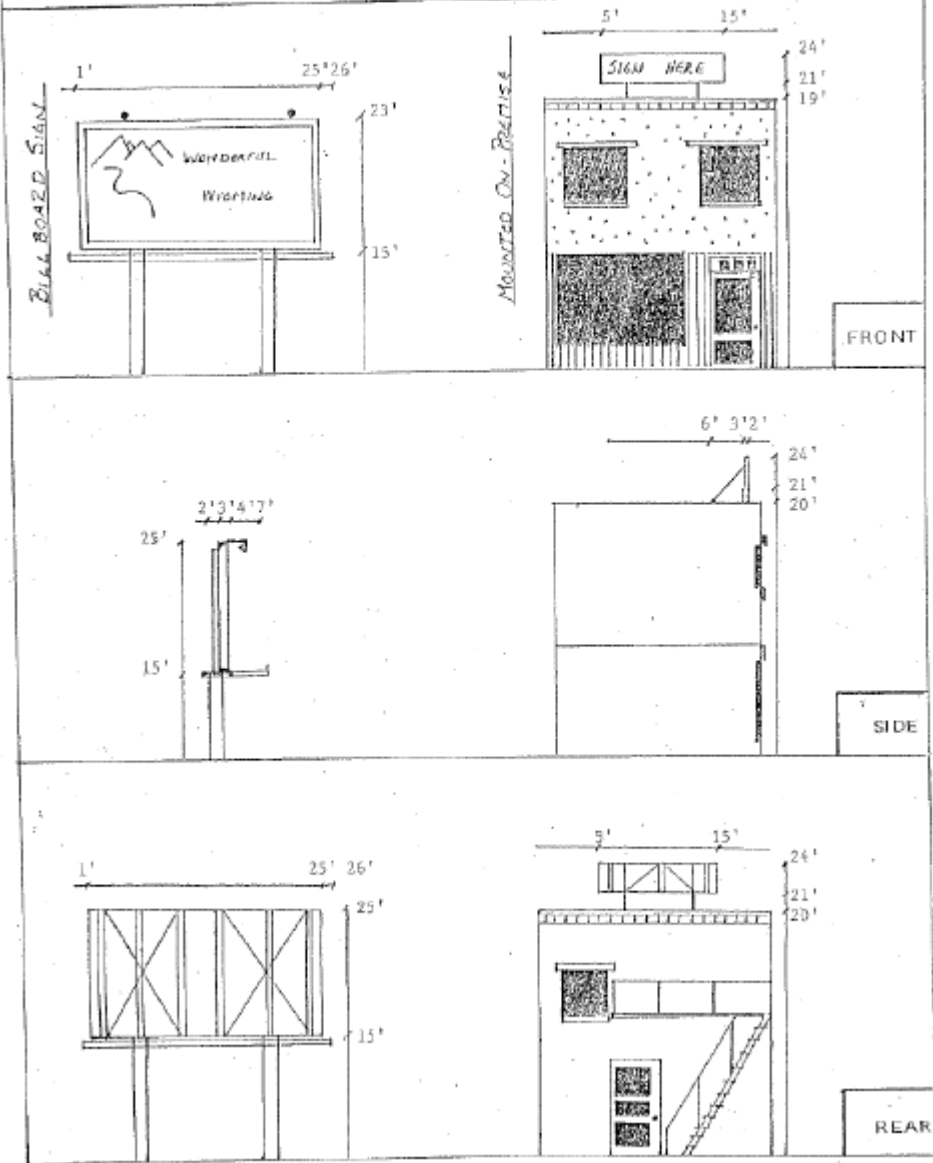 5' 15'
24'
1' 25' 26'
SIGN HERE
21'
19'
23'
BILL BOARD SIGN
MOUNTED ON-PREMISE
WONDERFUL
WYOMING
15'
FRONT
6' 3' 2'
24'
21'
20'
2' 3' 4' 7'
25'
15'
SIDE
5' 15'
24'
1' 25' 26'
21'
25'
20'
15'
REAR